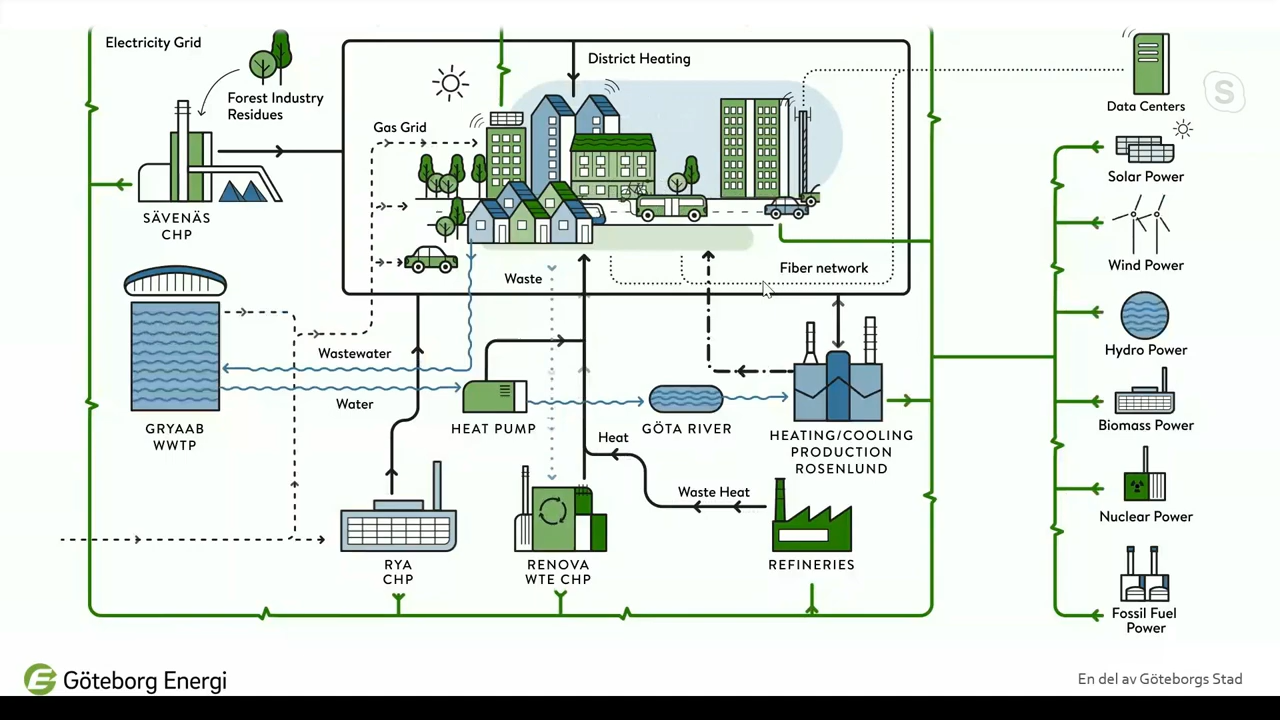 Electricity Grid
District Heating
Forest Industry
Residues
Gas Grid
Data Centers
S
Solar Power
SÄVENÄS
CHP
Wind Power
Waste
Fiber network
Wastewater
Water
Hydro Power
GRYAAB
WWTP
HEAT PUMP
GÖTA RIVER
HEATING/COOLING
PRODUCTION
ROSENLUND
Biomass Power
Heat
Waste Heat
Nuclear Power
RYA
CHP
RENOVA
WTE CHP
REFINERIES
Fossil Fuel
Power
Göteborg Energi
En del av Göteborgs Stad